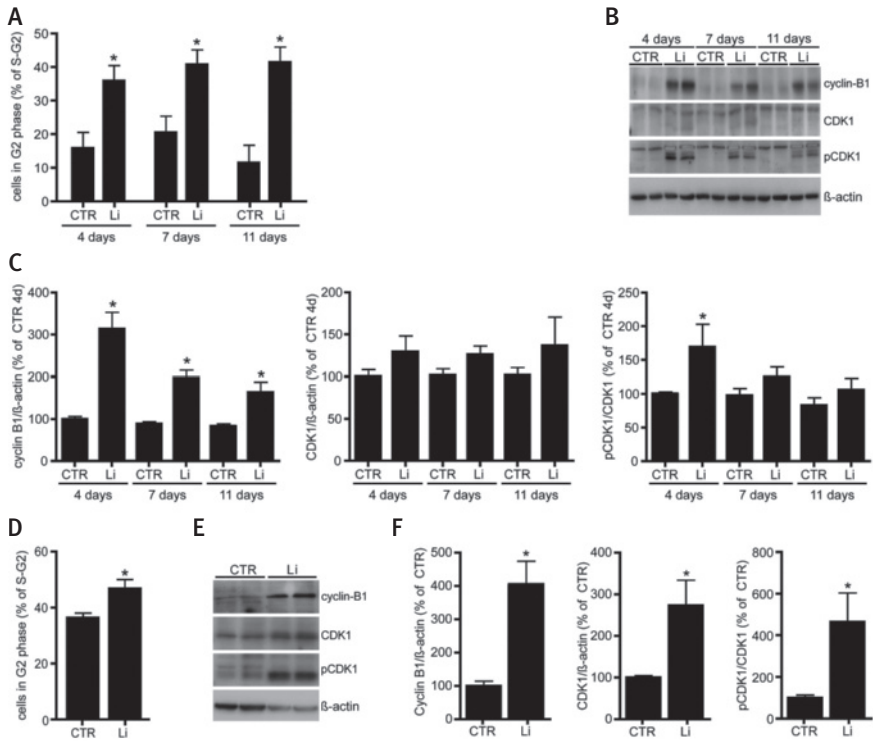 A
cells in G2 phase (% of S-G2)
50
40
30
20
10
0
* * *
CTR Li CTR Li CTR Li
4 days 7 days 11 days
B
4 days 7 days 11 days
CTR Li CTR Li CTR Li
cyclin-B1
CDK1
pCDK1
ß-actin
C
cyclin B1/ß-actin (% of CTR 4d)
400
300
200
100
0
* * *
CTR Li CTR Li CTR Li
4 days 7 days 11 days
CDK1/ß-actin (% of CTR 4d)
200
150
100
50
0
CTR Li CTR Li CTR Li
4 days 7 days 11 days
pCDK1/CDK1 (% of CTR 4d)
250
200
150
100
50
0
*
CTR Li CTR Li CTR Li
4 days 7 days 11 days
D
cells in G2 phase (% of S-G2)
60
40
20
0
*
CTR Li
E
CTR Li
cyclin-B1
CDK1
pCDK1
ß-actin
F
Cyclin B1/ß-actin (% of CTR)
500
400
300
200
100
0
*
CTR Li
CDK1/ß-actin (% of CTR)
400
300
200
100
0
*
CTR Li
pCDK1/CDK1 (% of CTR)
800
600
400
200
0
*
CTR Li